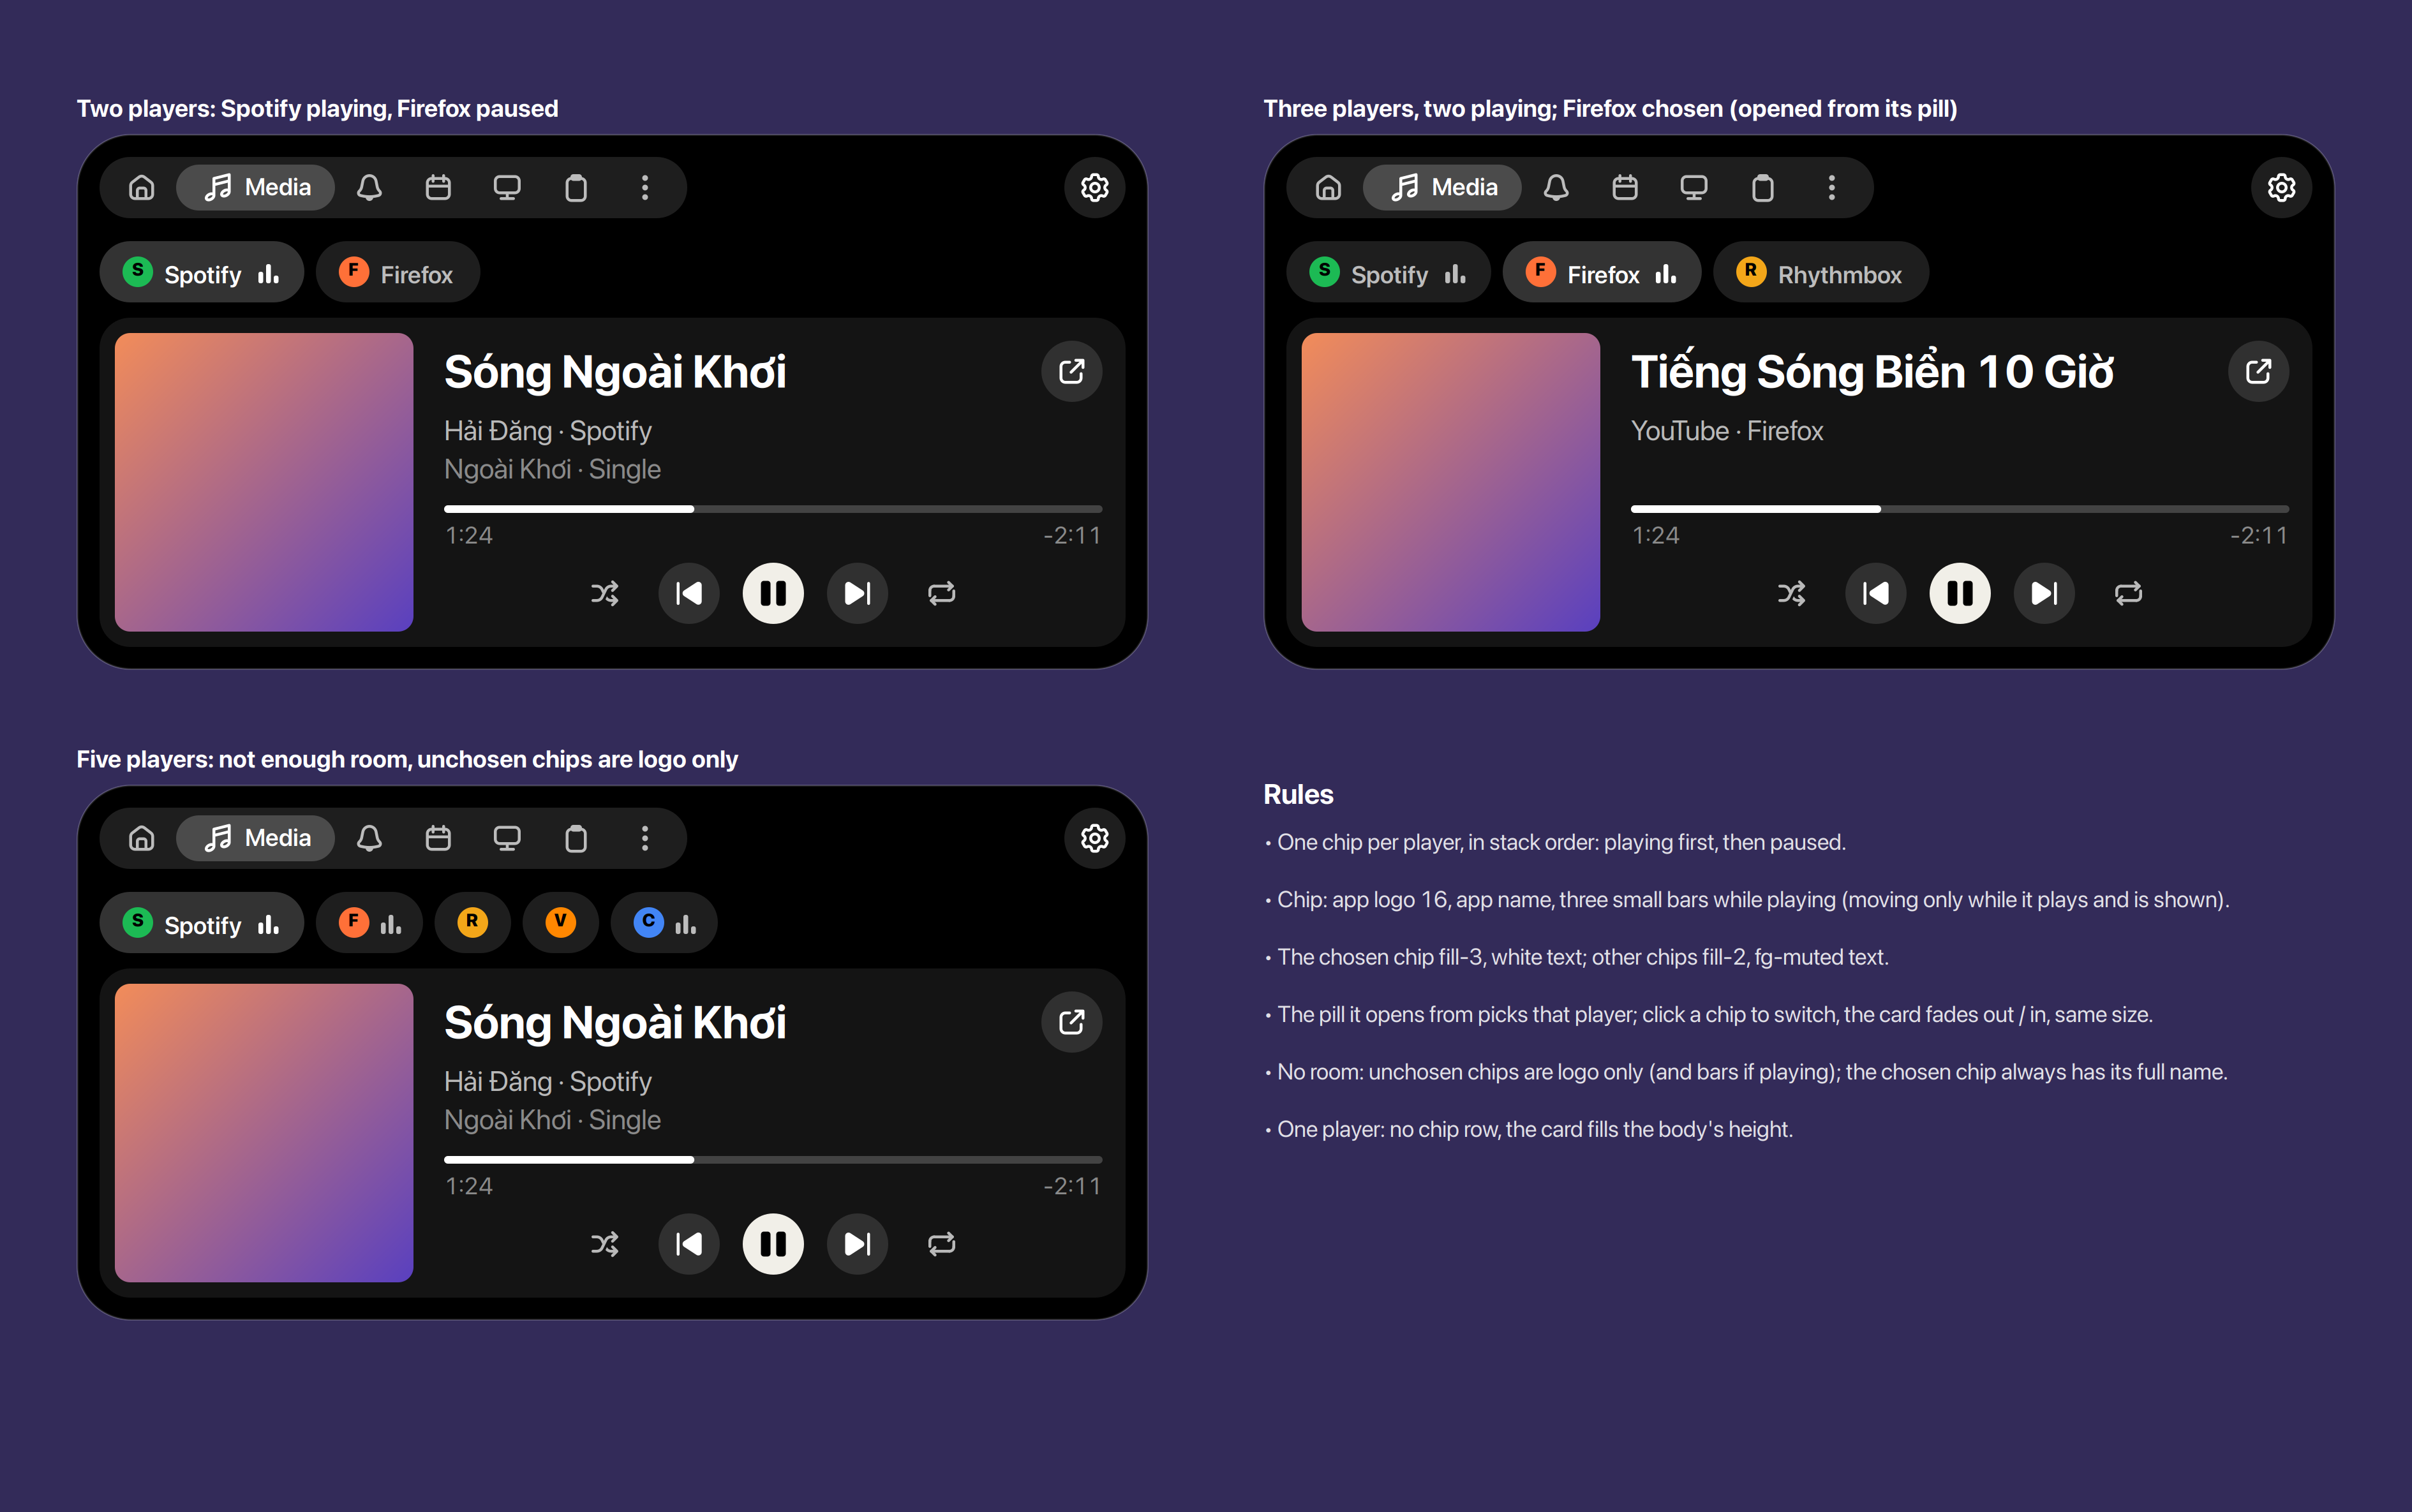 Two players: Spotify playing, Firefox paused
Media
S Spotify
F Firefox
Sóng Ngoài Khơi
Hải Đăng · Spotify
Ngoài Khơi · Single
1:24
-2:11
Three players, two playing; Firefox chosen (opened from its pill)
Media
S Spotify
F Firefox
R Rhythmbox
Tiếng Sóng Biển 10 Giờ
YouTube · Firefox
1:24
-2:11
Five players: not enough room, unchosen chips are logo only
Media
S Spotify
F
R
V
C
Sóng Ngoài Khơi
Hải Đăng · Spotify
Ngoài Khơi · Single
1:24
-2:11
Rules
• One chip per player, in stack order: playing first, then paused.
• Chip: app logo 16, app name, three small bars while playing (moving only while it plays and is shown).
• The chosen chip fill-3, white text; other chips fill-2, fg-muted text.
• The pill it opens from picks that player; click a chip to switch, the card fades out / in, same size.
• No room: unchosen chips are logo only (and bars if playing); the chosen chip always has its full name.
• One player: no chip row, the card fills the body's height.